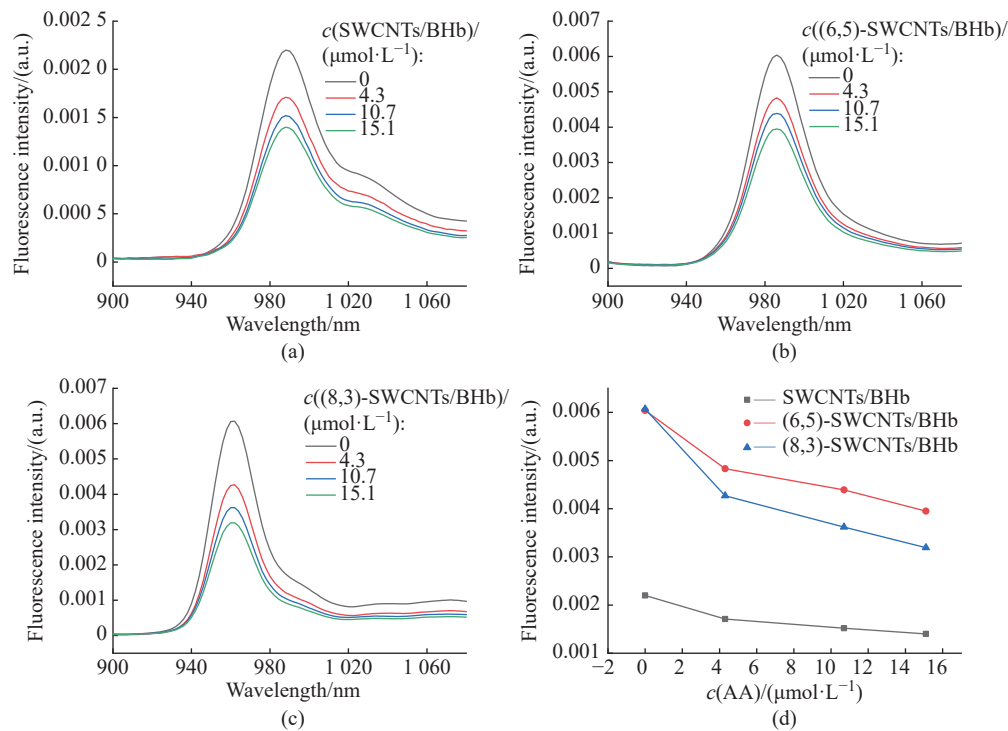 0.002 5
0.002 0
0.001 5
0.001 0
0.000 5
0
Fluorescence intensity/(a.u.)
c(SWCNTs/BHb)/
(μmol·L⁻¹):
0
4.3
10.7
15.1
900 940 980 1 020 1 060
Wavelength/nm
(a)
0.007
0.006
0.005
0.004
0.003
0.002
0.001
0
Fluorescence intensity/(a.u.)
c((6,5)-SWCNTs/BHb)/
(μmol·L⁻¹):
0
4.3
10.7
15.1
900 940 980 1 020 1 060
Wavelength/nm
(b)
0.007
0.006
0.005
0.004
0.003
0.002
0.001
0
Fluorescence intensity/(a.u.)
c((8,3)-SWCNTs/BHb)/
(μmol·L⁻¹):
0
4.3
10.7
15.1
900 940 980 1 020 1 060
Wavelength/nm
(c)
0.006
0.005
0.004
0.003
0.002
0.001
Fluorescence intensity/(a.u.)
SWCNTs/BHb
(6,5)-SWCNTs/BHb
(8,3)-SWCNTs/BHb
−2 0 2 4 6 8 10 12 14 16
c(AA)/(μmol·L⁻¹)
(d)